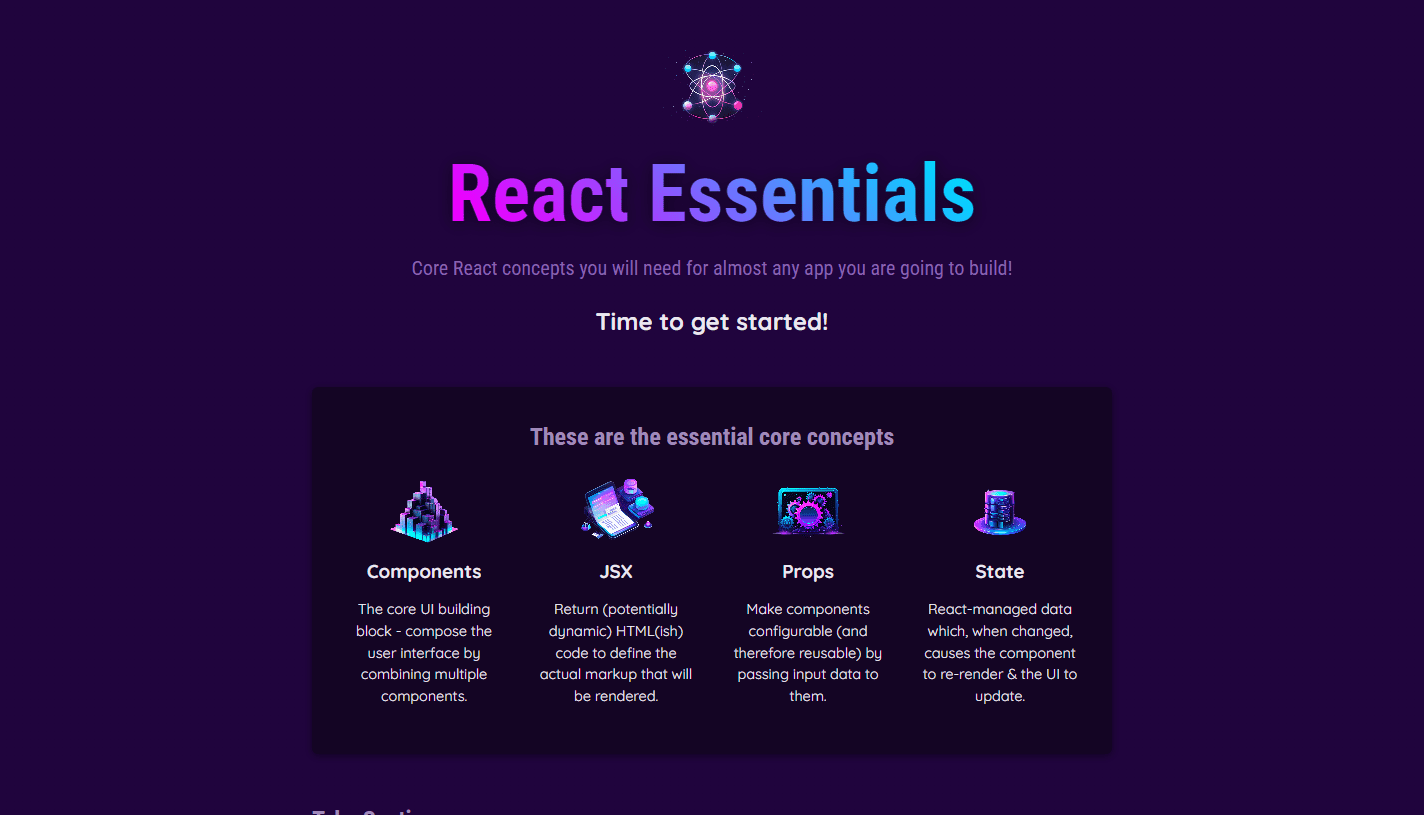 React Essentials
Core React concepts you will need for almost any app you are going to build!
Time to get started!
These are the essential core concepts
Components
The core UI building
block - compose the
user interface by
combining multiple
components.
JSX
Return (potentially
dynamic) HTML(ish)
code to define the
actual markup that will
be rendered.
Props
Make components
configurable (and
therefore reusable) by
passing input data to
them.
State
React-managed data
which, when changed,
causes the component
to re-render & the UI to
update.